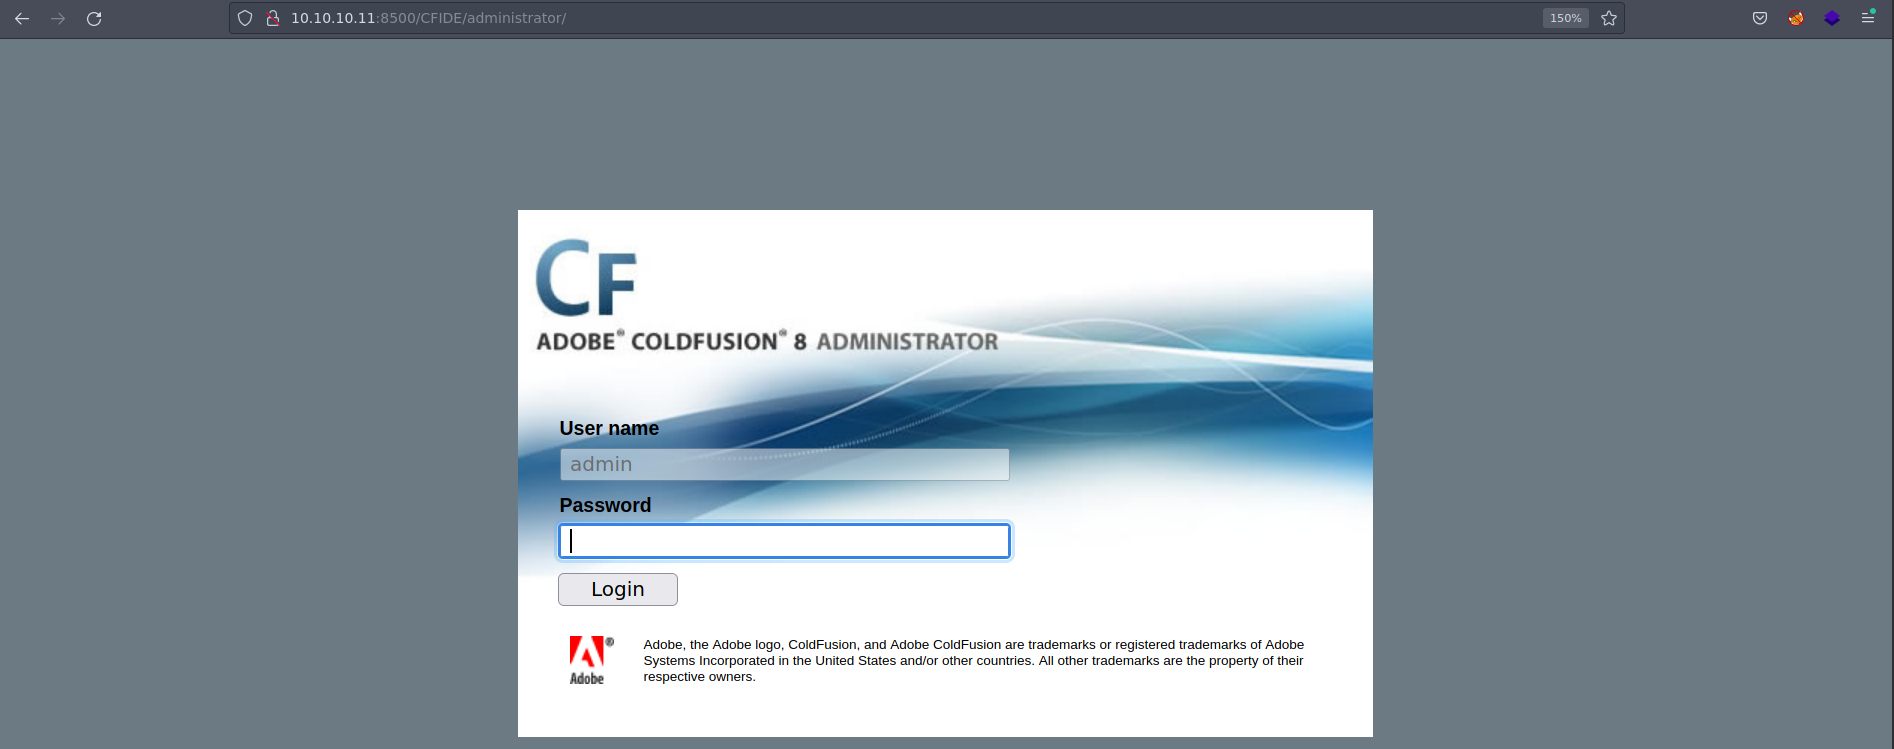 10.10.10.11:8500/CFIDE/administrator/
150%
CF
ADOBE® COLDFUSION® 8 ADMINISTRATOR
User name
admin
Password
Login
Adobe, the Adobe logo, ColdFusion, and Adobe ColdFusion are trademarks or registered trademarks of Adobe
Systems Incorporated in the United States and/or other countries. All other trademarks are the property of their
respective owners.
®
Adobe